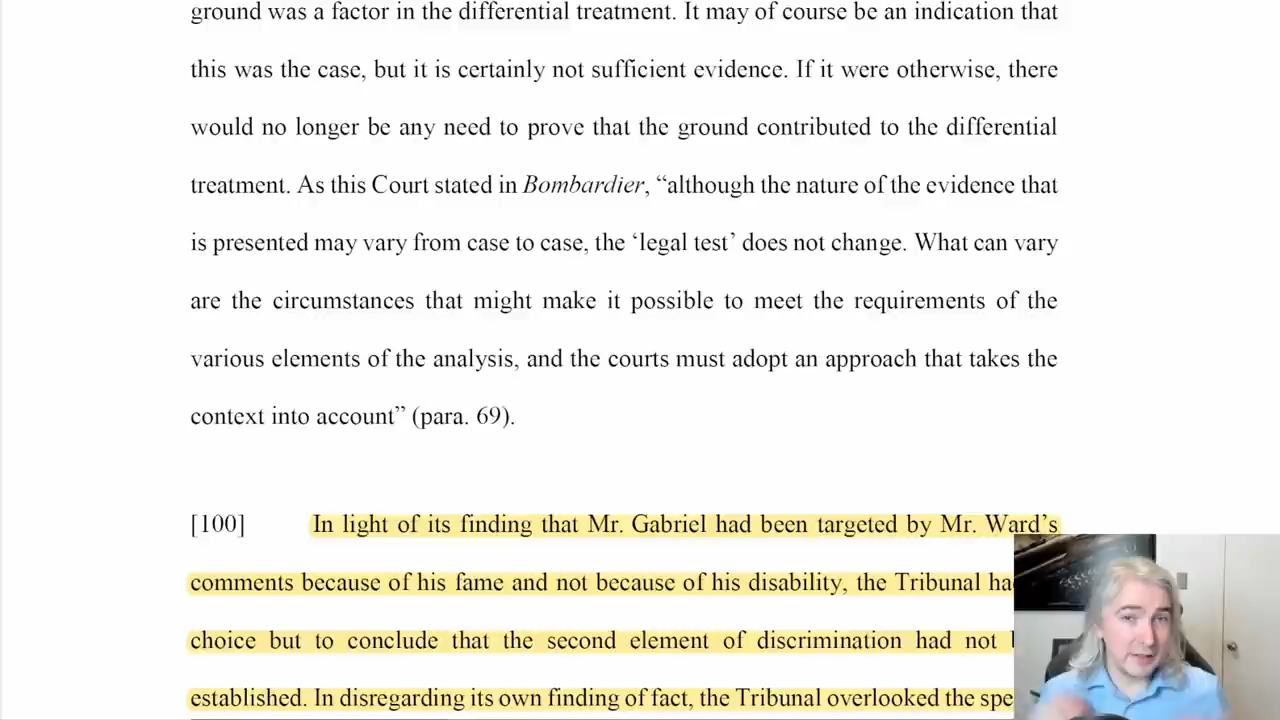 ground was a factor in the differential treatment. It may of course be an indication that
this was the case, but it is certainly not sufficient evidence. If it were otherwise, there
would no longer be any need to prove that the ground contributed to the differential
treatment. As this Court stated in Bombardier, “although the nature of the evidence that
is presented may vary from case to case, the ‘legal test’ does not change. What can vary
are the circumstances that might make it possible to meet the requirements of the
various elements of the analysis, and the courts must adopt an approach that takes the
context into account” (para. 69).
[100] In light of its finding that Mr. Gabriel had been targeted by Mr. Ward’s
comments because of his fame and not because of his disability, the Tribunal
choice but to conclude that the second element of discrimination had not
established. In disregarding its own finding of fact, the Tribunal overlooked the